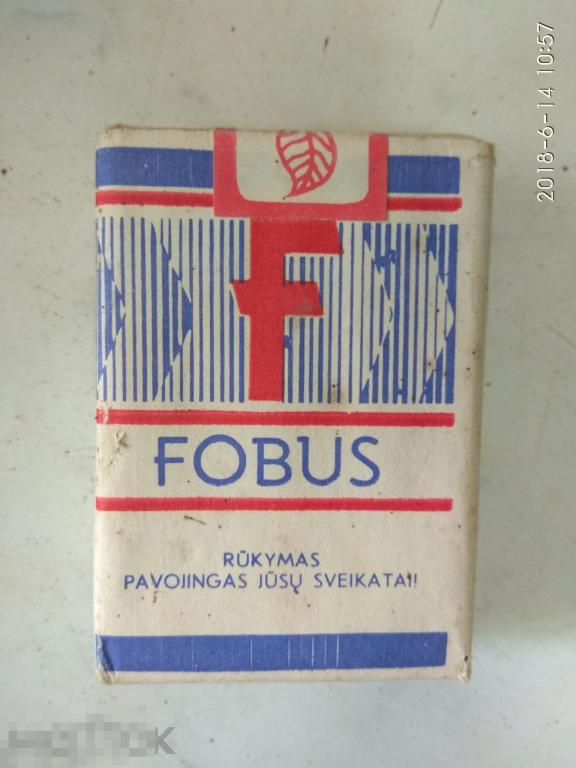 2018-6-14 10:57
F
FOBUS
RŪKYMAS
PAVOJINGAS JŪSŲ SVEIKATAI!